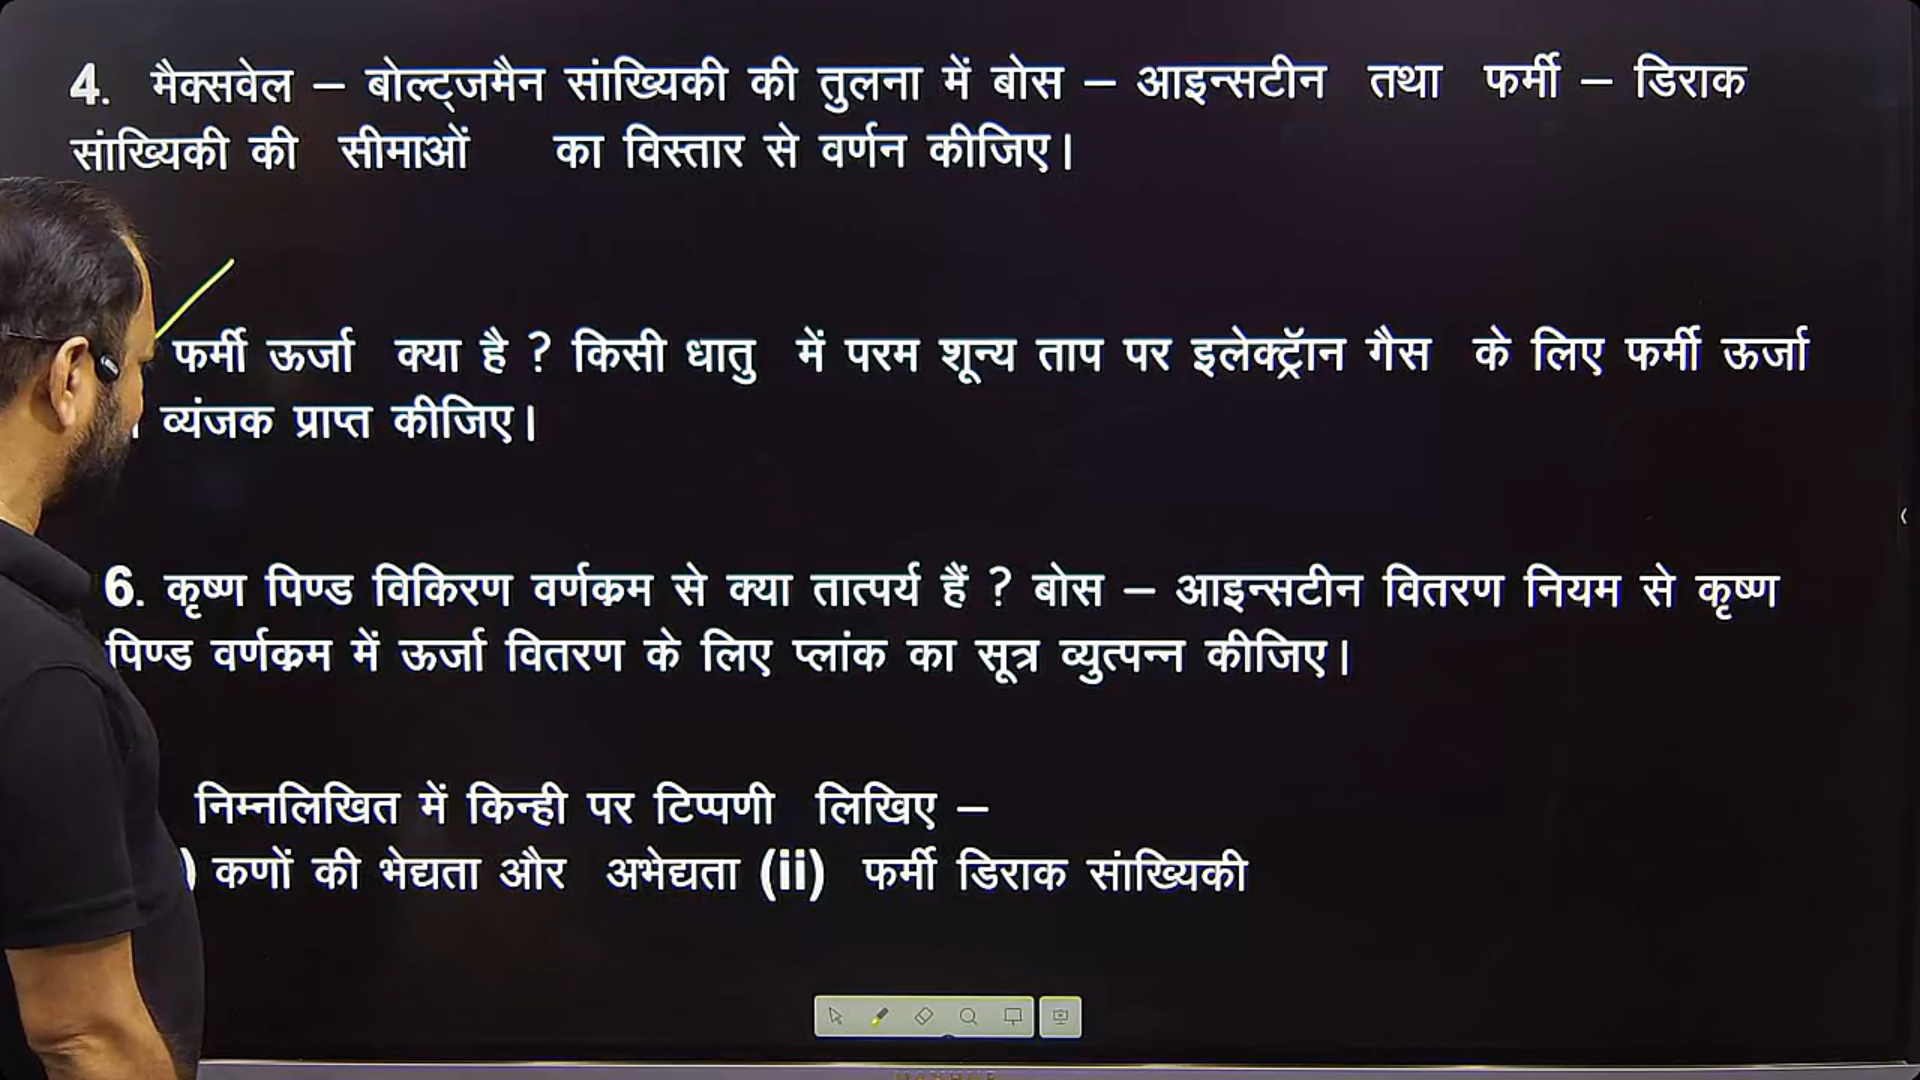 4. मैक्सवेल – बोल्ट्जमैन सांख्यिकी की तुलना में बोस – आइन्सटीन तथा फर्मी – डिराक
सांख्यिकी की सीमाओं का विस्तार से वर्णन कीजिए।
फर्मी ऊर्जा क्या है ? किसी धातु में परम शून्य ताप पर इलेक्ट्रॉन गैस के लिए फर्मी ऊर्जा
व्यंजक प्राप्त कीजिए।
6. कृष्ण पिण्ड विकिरण वर्णक्रम से क्या तात्पर्य हैं ? बोस – आइन्सटीन वितरण नियम से कृष्ण
पिण्ड वर्णक्रम में ऊर्जा वितरण के लिए प्लांक का सूत्र व्युत्पन्न कीजिए।
निम्नलिखित में किन्ही पर टिप्पणी लिखिए –
) कणों की भेद्यता और अभेद्यता (ii) फर्मी डिराक सांख्यिकी